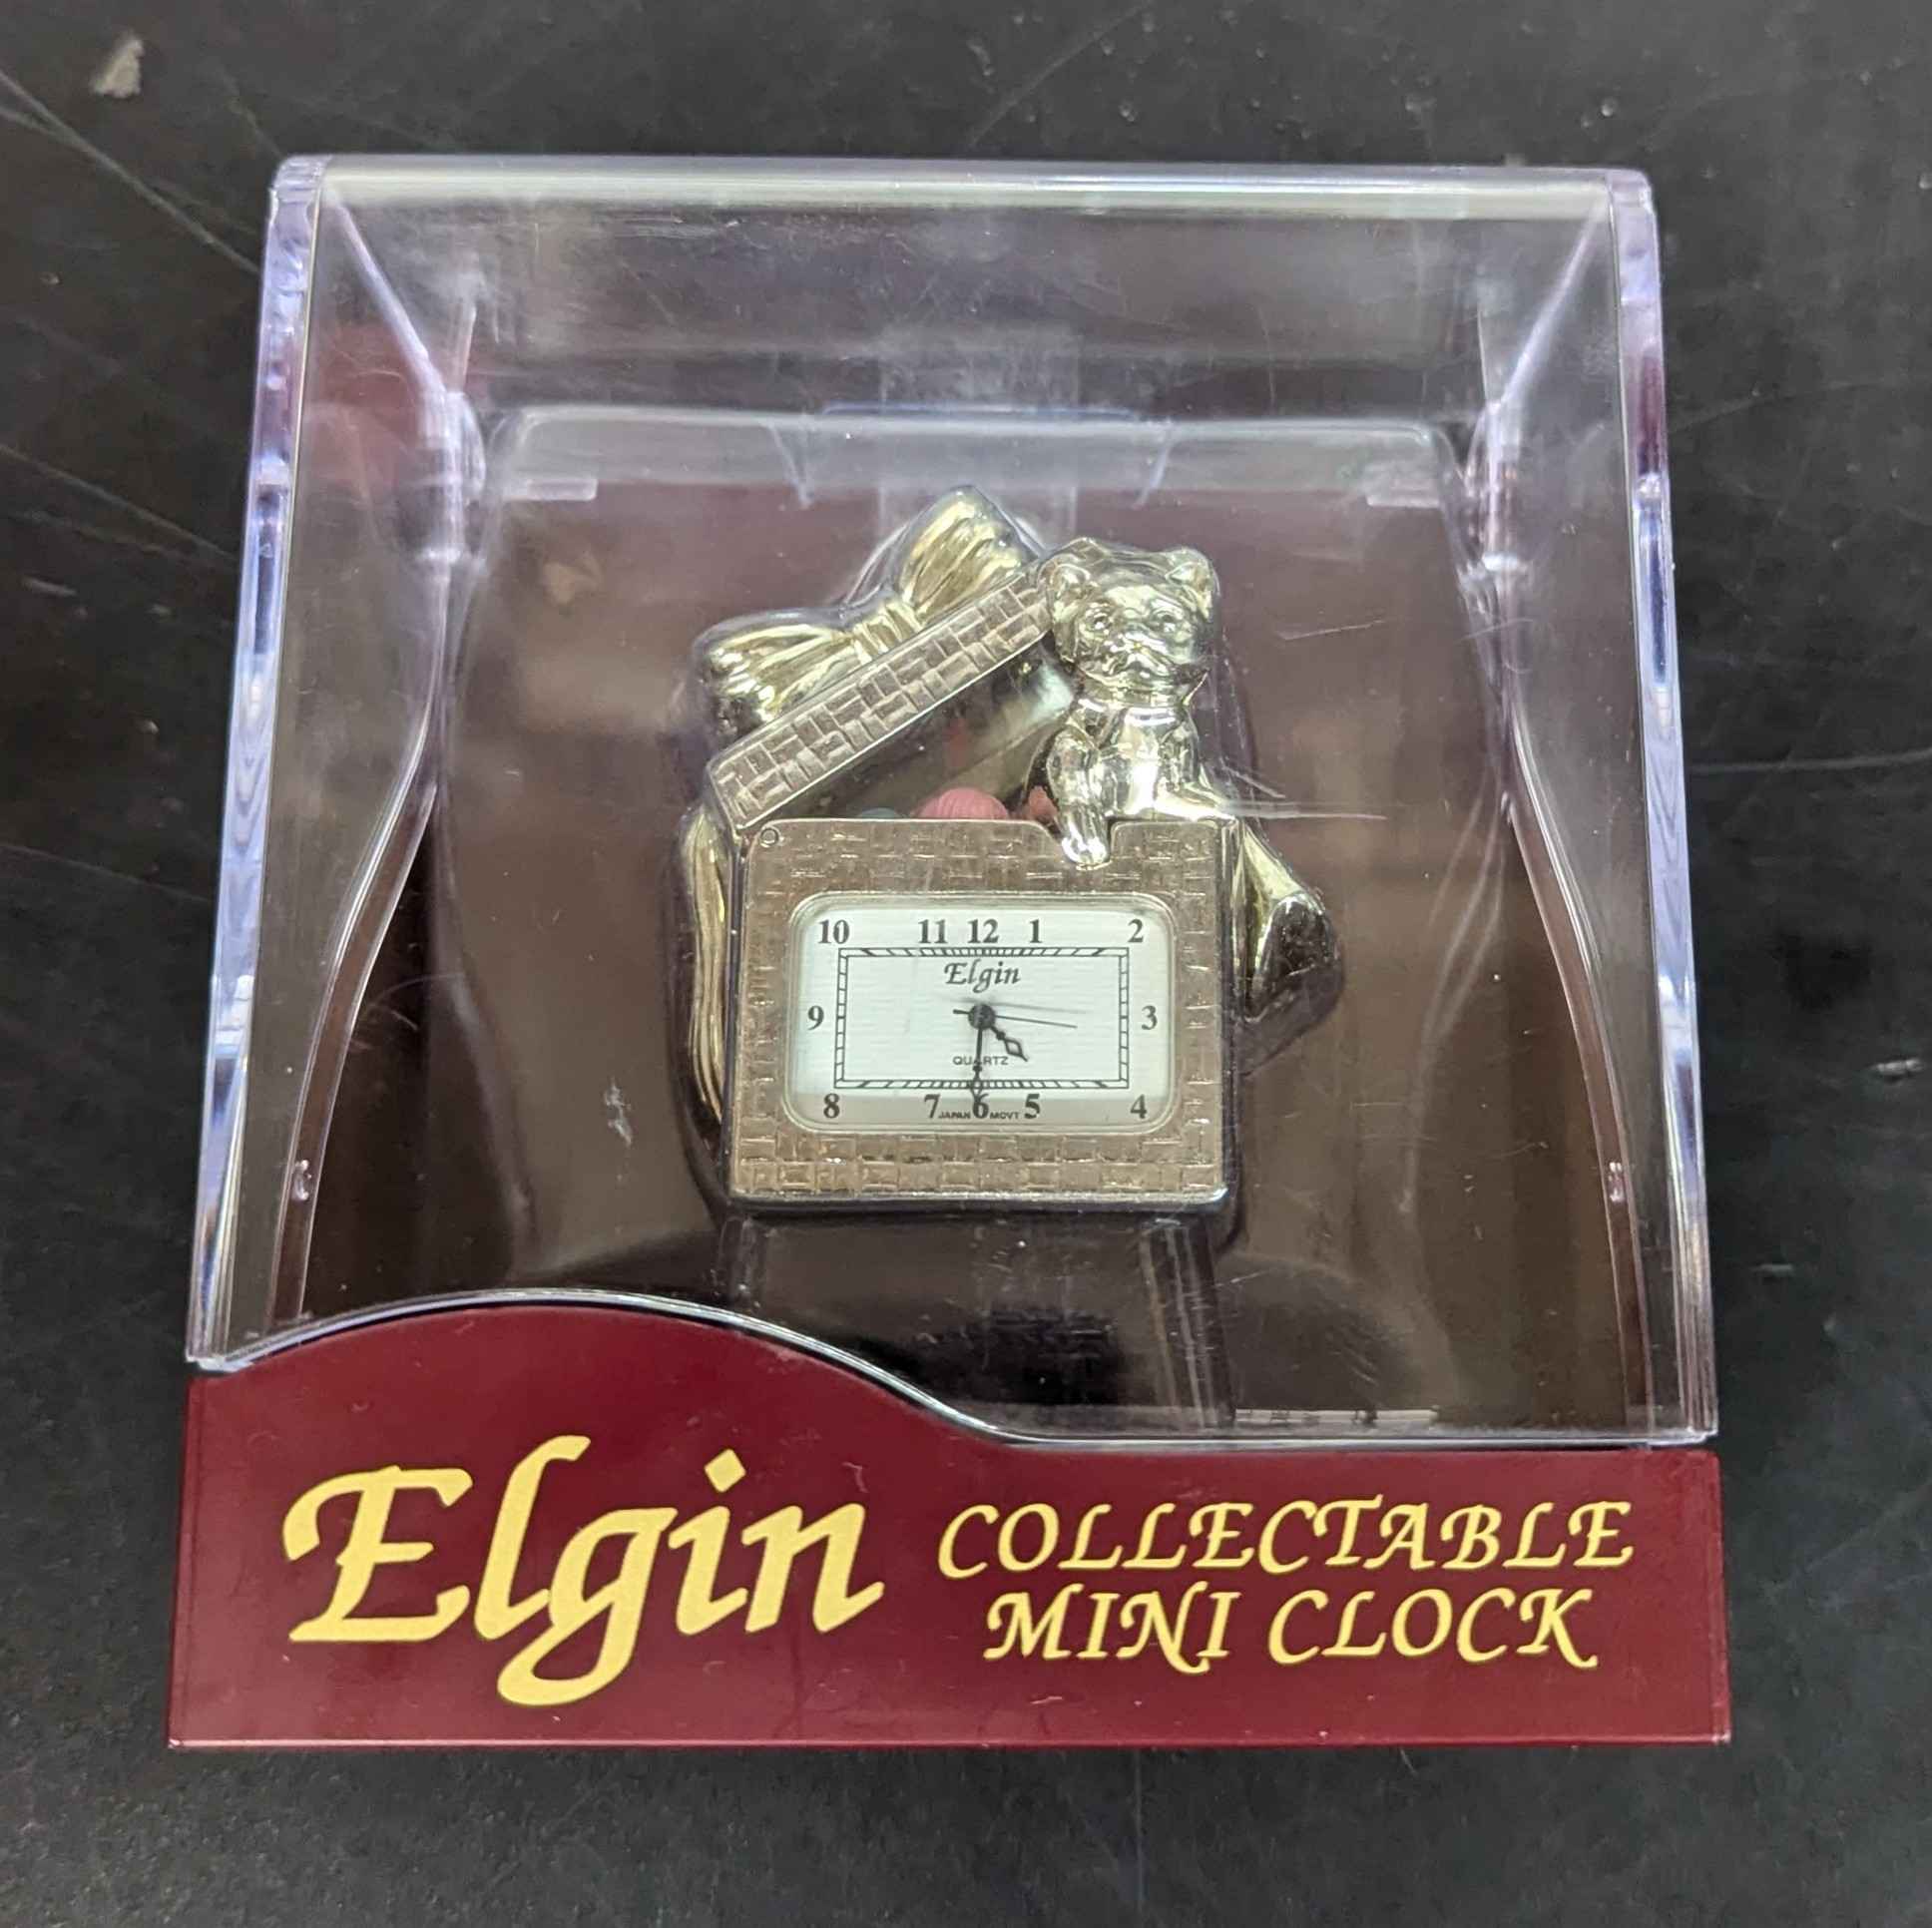 10 11 12 1 2
Elgin
9 3
QUARTZ
8 7 JAPAN 6 MOVT 5 4
Elgin COLLECTABLE
MINI CLOCK